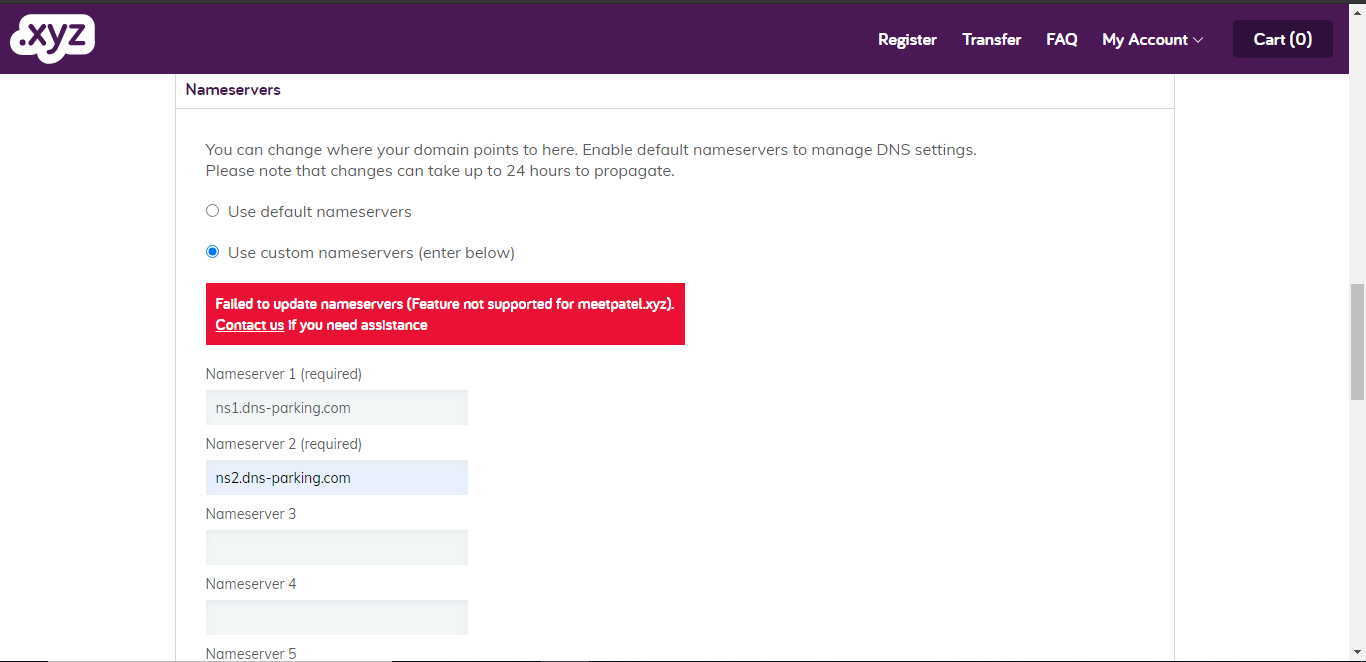 .xyz
Register
Transfer
FAQ
My Account
Cart (0)
Nameservers
You can change where your domain points to here. Enable default nameservers to manage DNS settings.
Please note that changes can take up to 24 hours to propagate.
Use default nameservers
Use custom nameservers (enter below)
Failed to update nameservers (Feature not supported for meetpatel.xyz).
Contact us if you need assistance
Nameserver 1 (required)
ns1.dns-parking.com
Nameserver 2 (required)
ns2.dns-parking.com
Nameserver 3
Nameserver 4
Nameserver 5